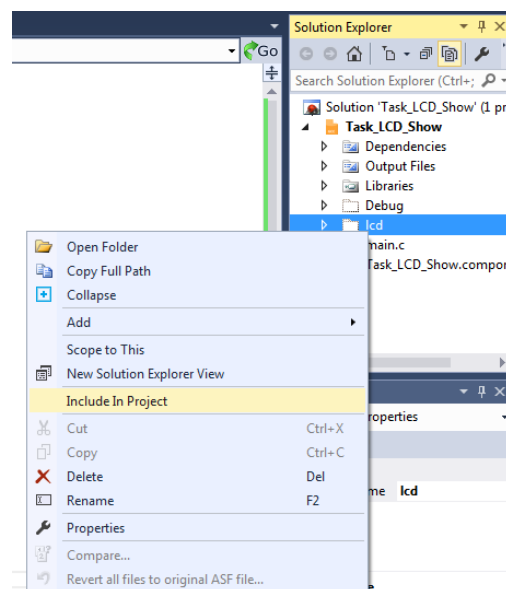 Solution Explorer
Go
Search Solution Explorer (Ctrl+;
Solution 'Task_LCD_Show' (1 pr
Task_LCD_Show
Dependencies
Output Files
Libraries
Debug
lcd
main.c
Task_LCD_Show.compor
Open Folder
Copy Full Path
Collapse
Add
Scope to This
New Solution Explorer View
Include In Project
Cut Ctrl+X
Copy Ctrl+C
Delete Del
Rename F2
Properties
Compare...
Revert all files to original ASF file...
roperties
me lcd